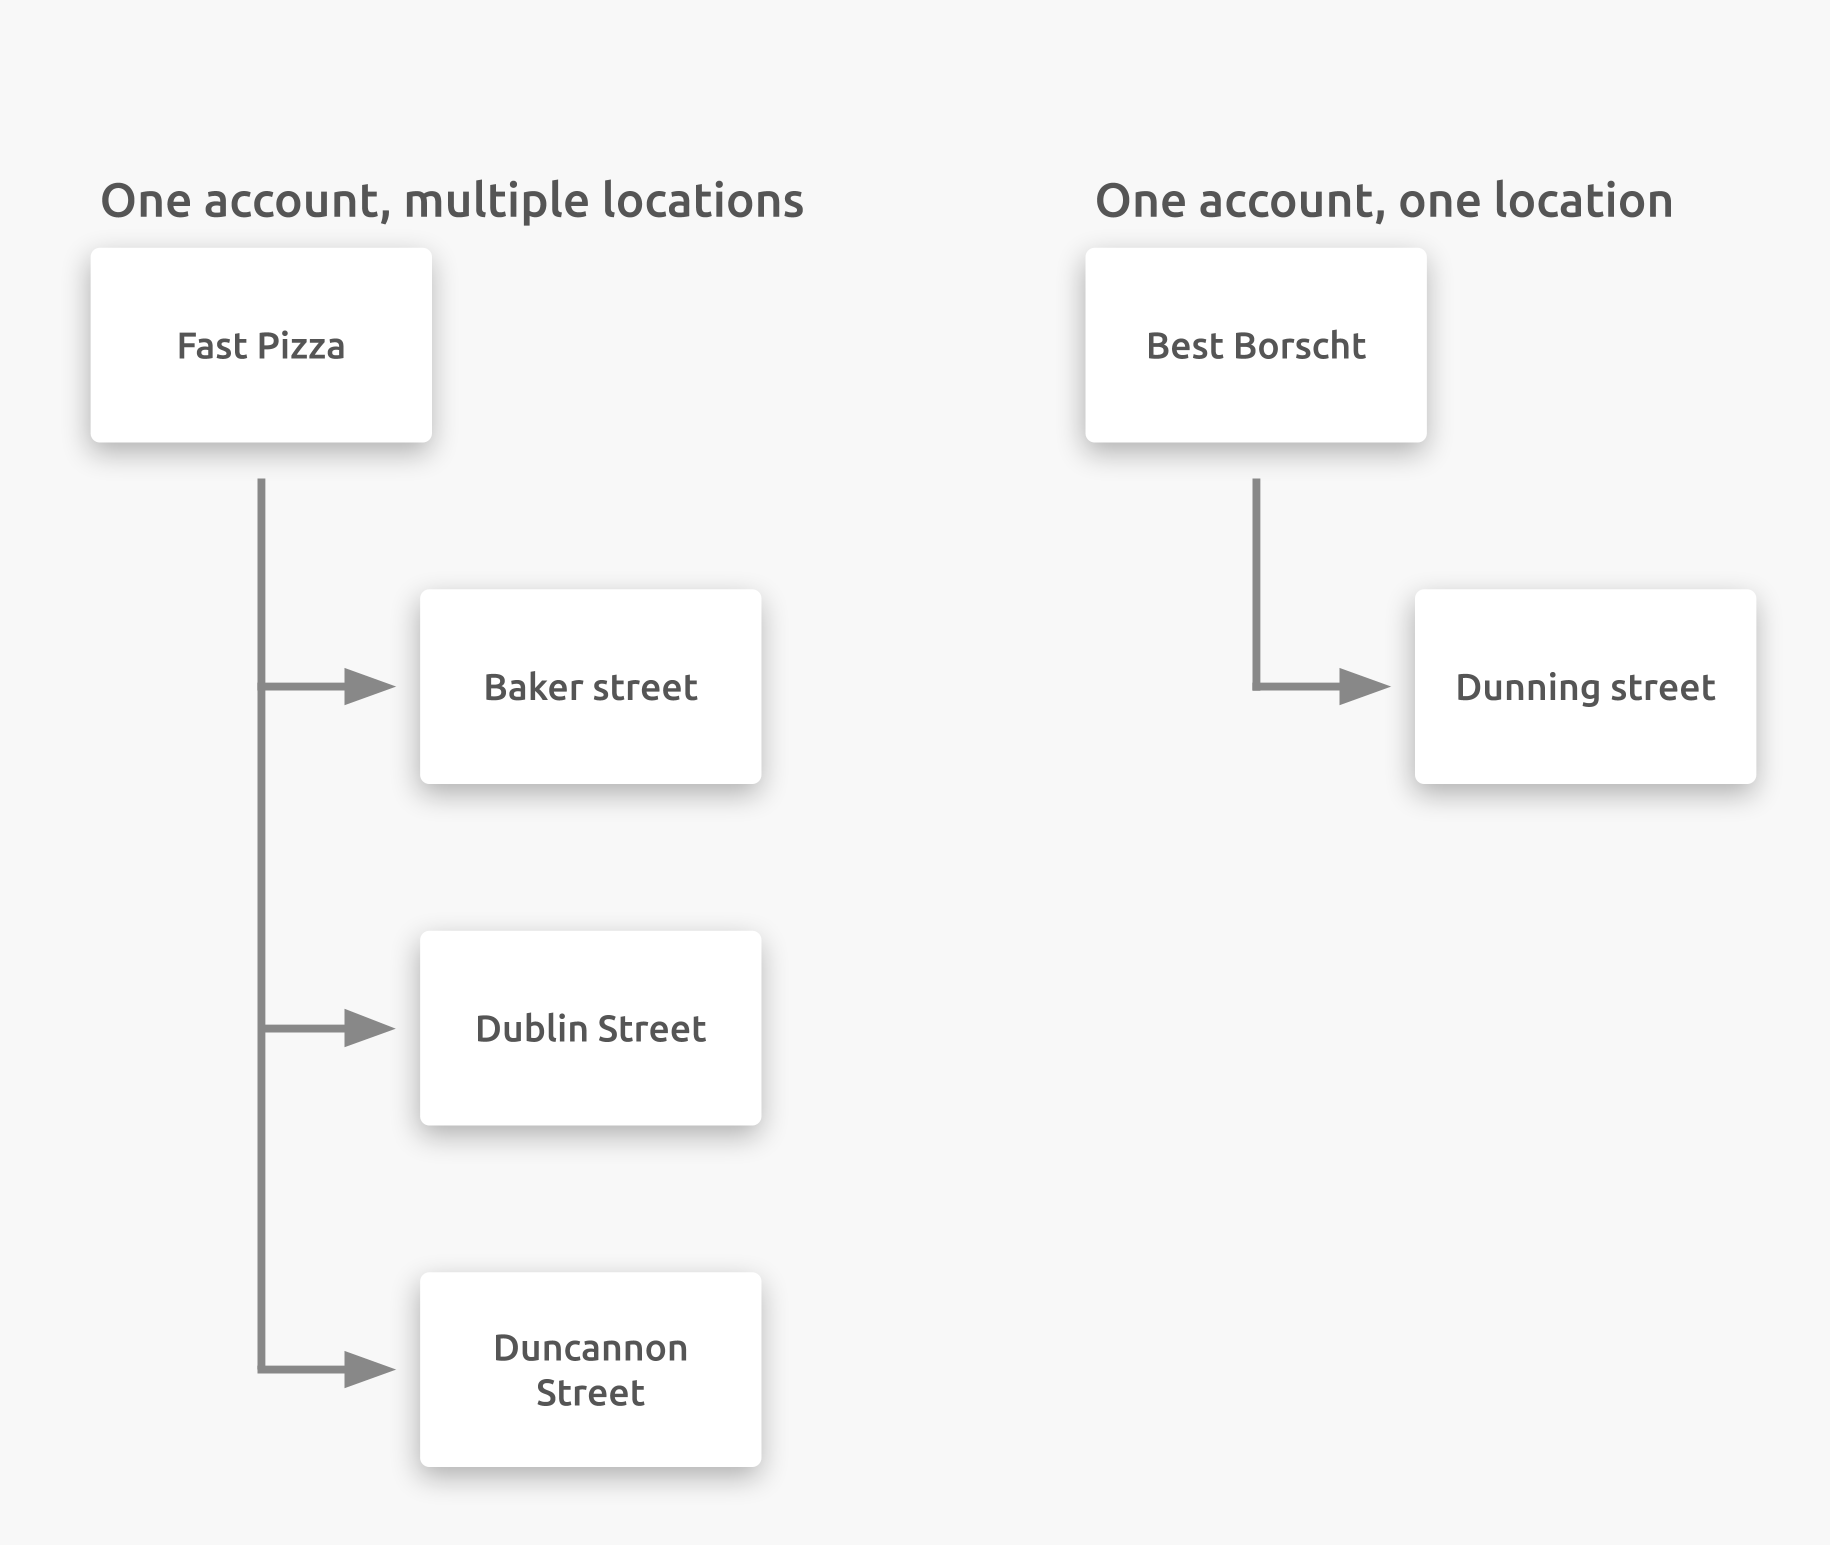 One account, multiple locations
Fast Pizza
Baker street
Dublin Street
Duncannon
Street
One account, one location
Best Borscht
Dunning street